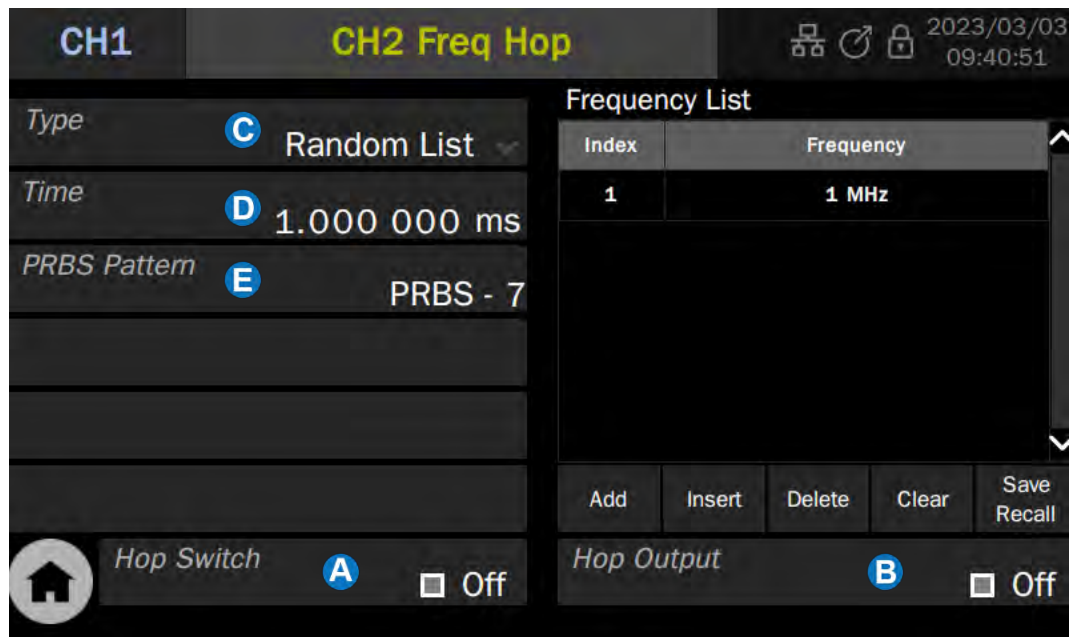 CH1
CH2 Freq Hop
2023/03/03
09:40:51
Type
C
Random List
Time
D
1.000 000 ms
PRBS Pattern
E
PRBS - 7
Frequency List
Index Frequency
1 1 MHz
Add Insert Delete Clear Save
Recall
Hop Switch
A
Off
Hop Output
B
Off